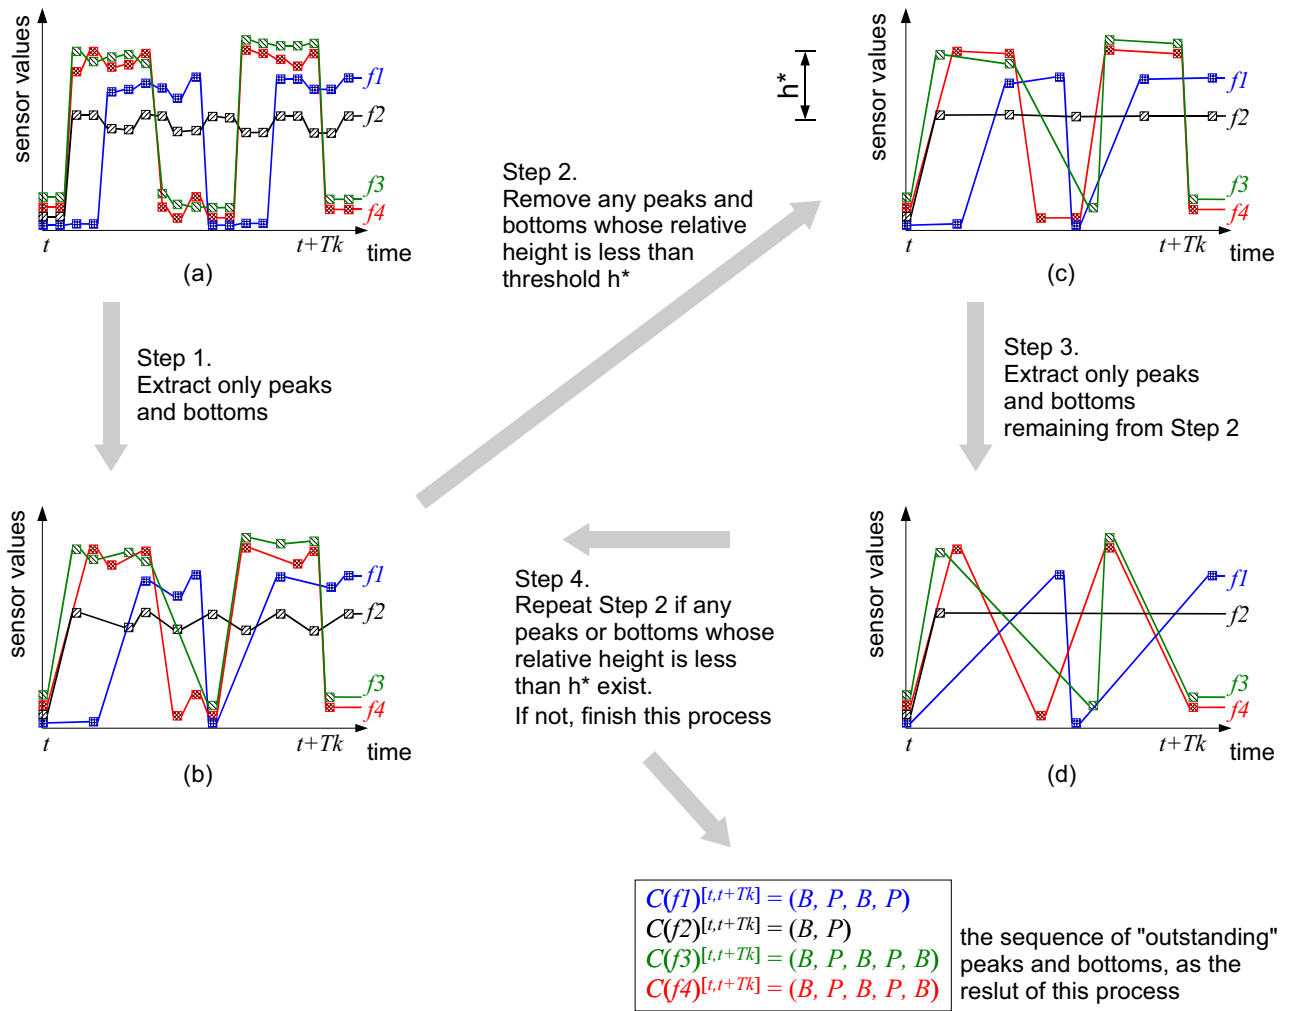 sensor values
f1
f2
f3
f4
t
t+Tk
time
(a)
Step 1.
Extract only peaks
and bottoms
sensor values
f1
f2
f3
f4
t
t+Tk
time
(b)
Step 2.
Remove any peaks and
bottoms whose relative
height is less than
threshold h*
h*
sensor values
f1
f2
f3
f4
t
t+Tk
time
(c)
Step 3.
Extract only peaks
and bottoms
remaining from Step 2
sensor values
f1
f2
f3
f4
t
t+Tk
time
(d)
Step 4.
Repeat Step 2 if any
peaks or bottoms whose
relative height is less
than h* exist.
If not, finish this process
C(f1)[t,t+Tk] = (B, P, B, P)
C(f2)[t,t+Tk] = (B, P)
C(f3)[t,t+Tk] = (B, P, B, P, B)
C(f4)[t,t+Tk] = (B, P, B, P, B)
the sequence of "outstanding"
peaks and bottoms, as the
reslut of this process